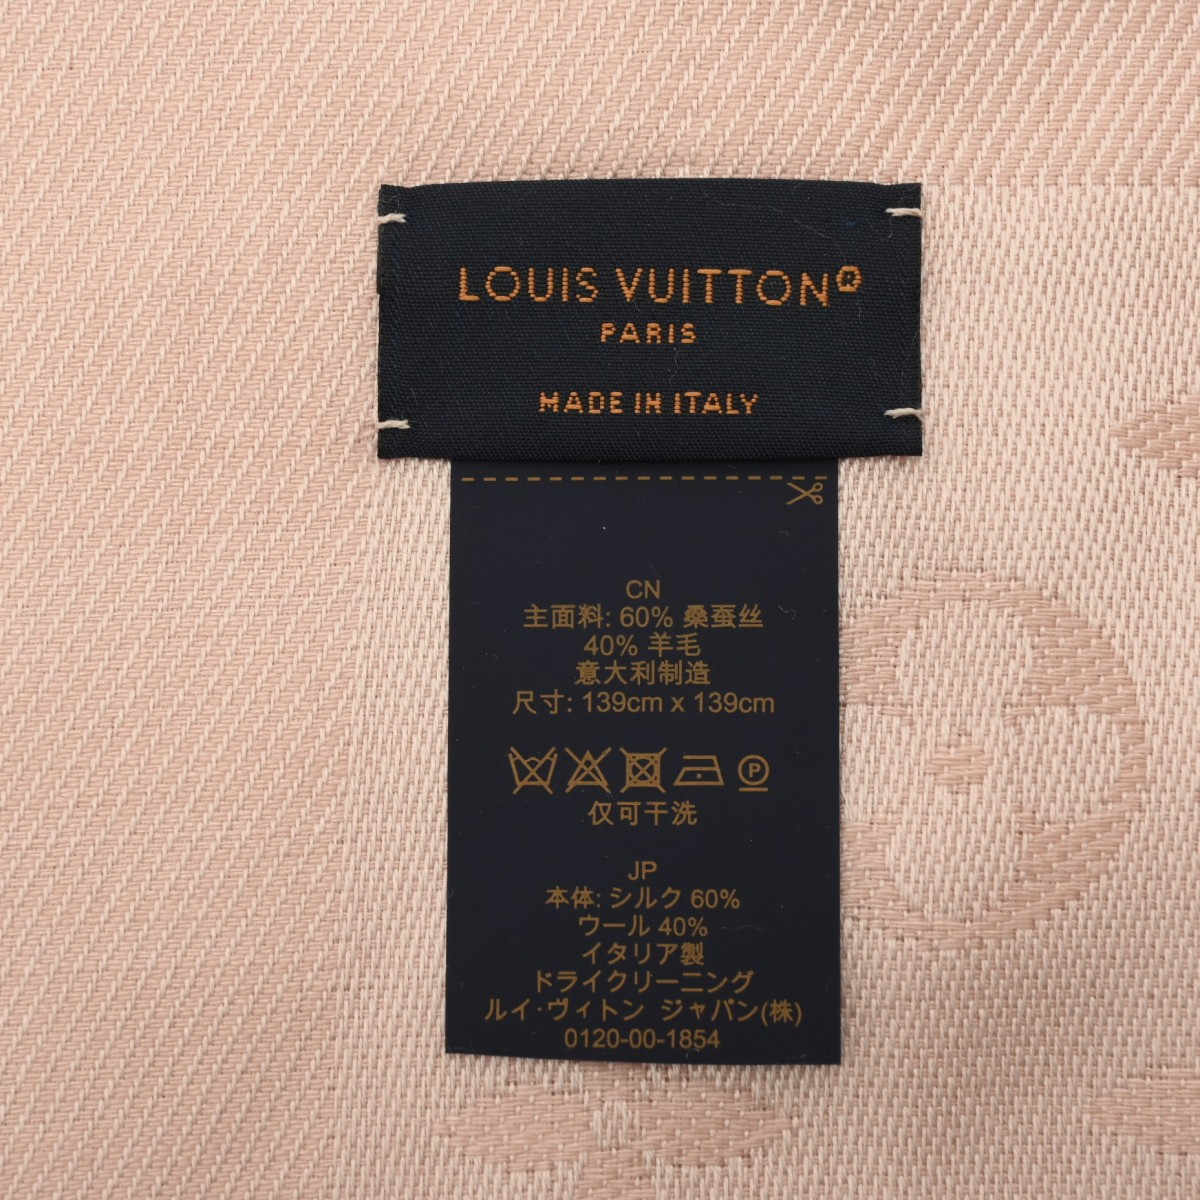 LOUIS VUITTON®
PARIS
MADE IN ITALY
CN
主面料: 60% 桑蚕丝
40% 羊毛
意大利制造
尺寸: 139cm x 139cm
P
仅可干洗
JP
本体: シルク 60%
ウール 40%
イタリア製
ドライクリーニング
ルイ·ヴィトン ジャパン(株)
0120-00-1854